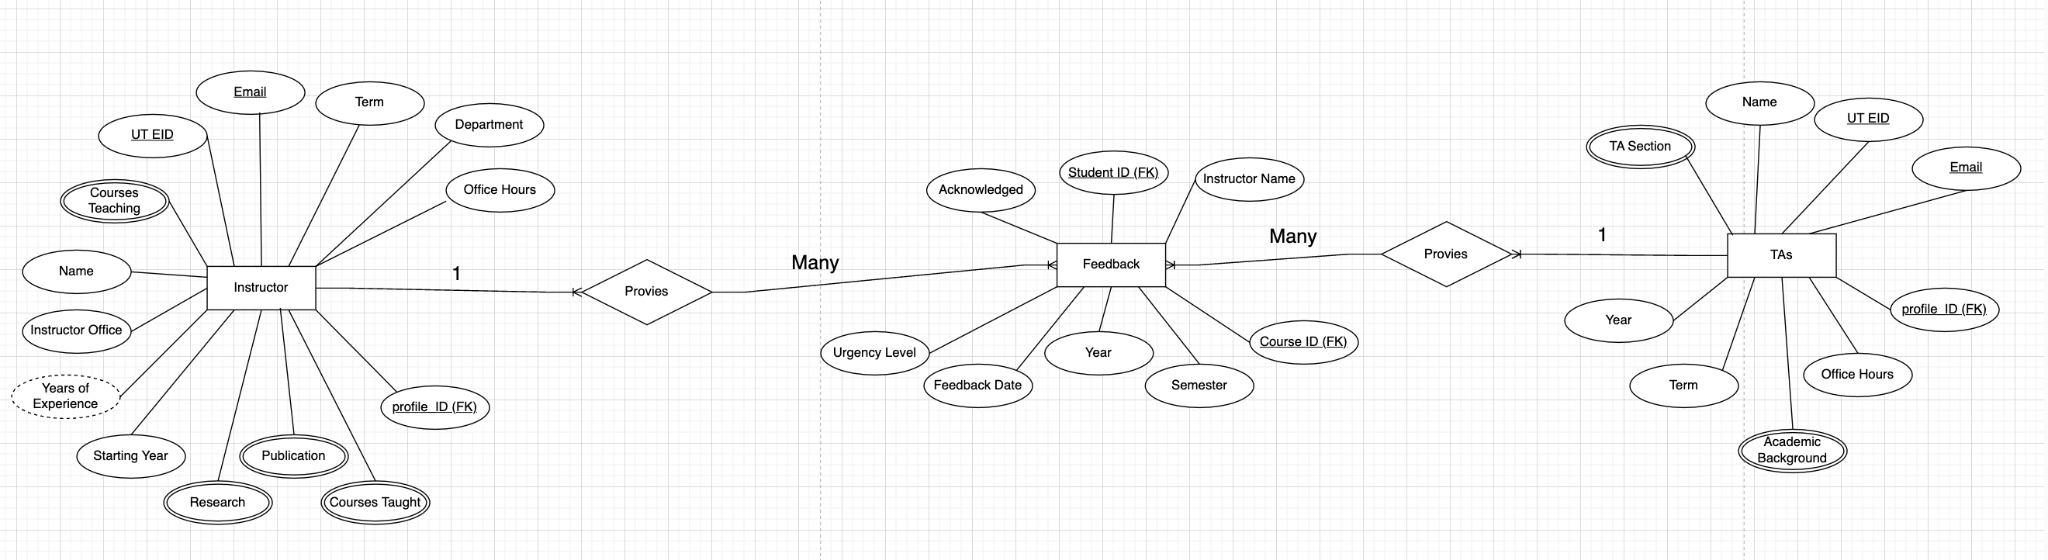 Email
Term
UT EID
Department
Courses
Teaching
Office Hours
Name
Instructor
Instructor Office
Years of
Experience
Starting Year
Research
Publication
Courses Taught
profile_ID (FK)
1
Provies
Many
Acknowledged
Student ID (FK)
Instructor Name
Feedback
Urgency Level
Feedback Date
Year
Semester
Course ID (FK)
Many
Provies
1
TA Section
Name
UT EID
Email
TAs
Year
Term
Academic
Background
Office Hours
profile_ID (FK)